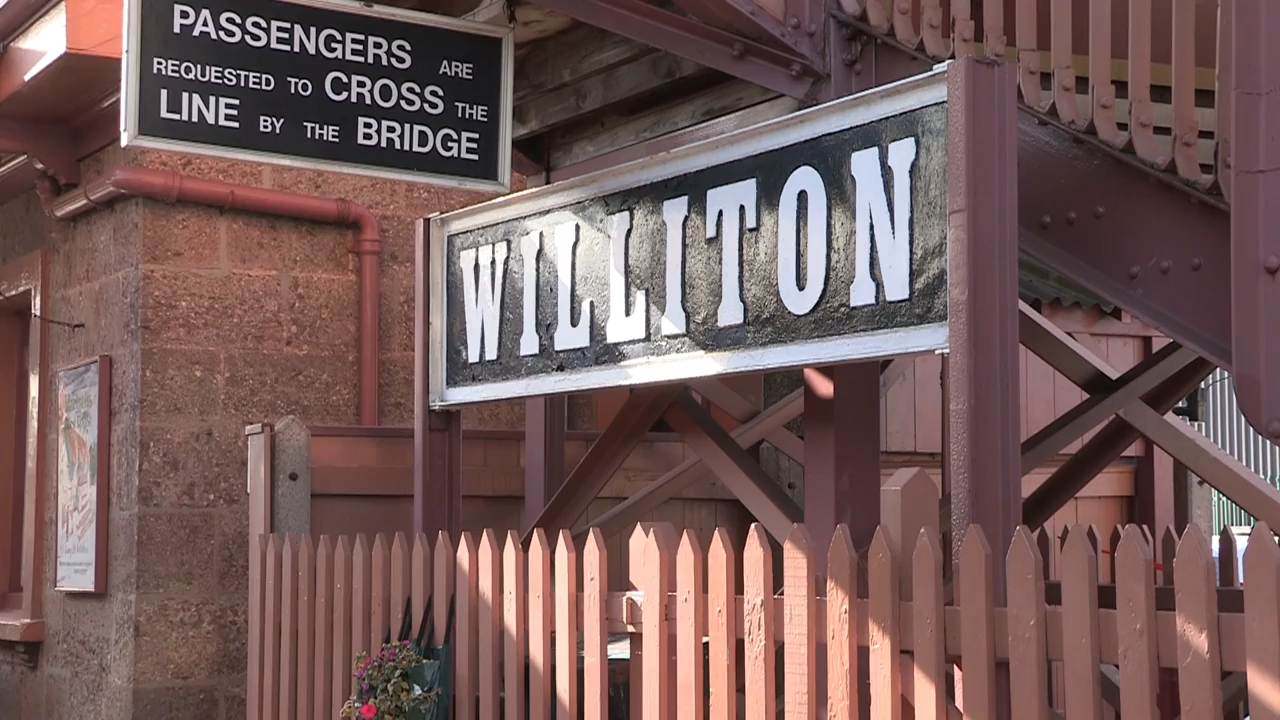 PASSENGERS ARE
REQUESTED TO CROSS THE
LINE BY THE BRIDGE
WILLITON